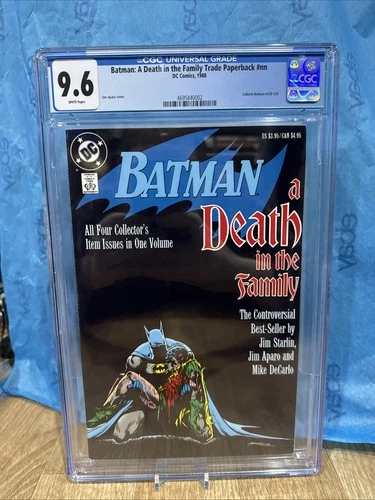 CGC UNIVERSAL GRADE
Batman: A Death in the Family Trade Paperback #nn
DC Comics, 1988
9.6
WHITE Pages
Jim Aparo cover
Collects Batman #426-429
4695840002
CGC
US $3.95/CAN $4.95
DC
BATMAN
a
Death
in the
Family
All Four Collector's
Item Issues in One Volume
The Controversial
Best-Seller by
Jim Starlin,
Jim Aparo and
Mike DeCarlo